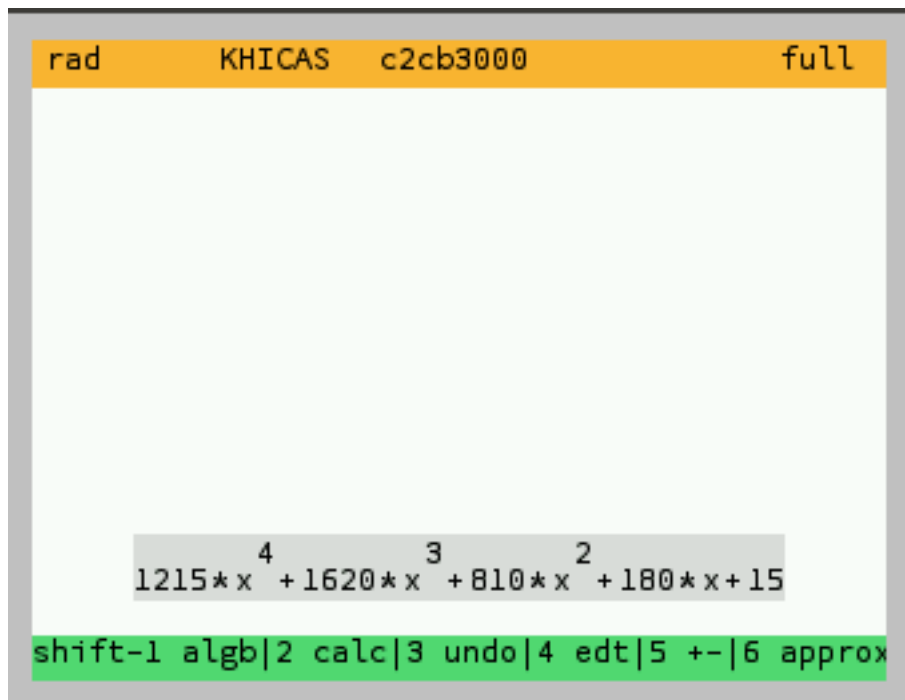 rad KHICAS c2cb3000 full
1215*x^4+1620*x^3+810*x^2+180*x+15
shift-1 algb|2 calc|3 undo|4 edt|5 +-|6 approx